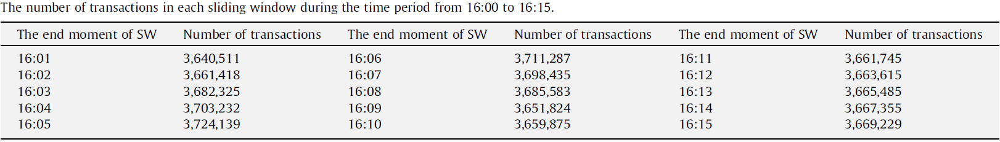 The number of transactions in each sliding window during the time period from 16:00 to 16:15.
The end moment of SW Number of transactions The end moment of SW Number of transactions The end moment of SW Number of transactions
16:01 3,640,511 16:06 3,711,287 16:11 3,661,745
16:02 3,661,418 16:07 3,698,435 16:12 3,663,615
16:03 3,682,325 16:08 3,685,583 16:13 3,665,485
16:04 3,703,232 16:09 3,651,824 16:14 3,667,355
16:05 3,724,139 16:10 3,659,875 16:15 3,669,229